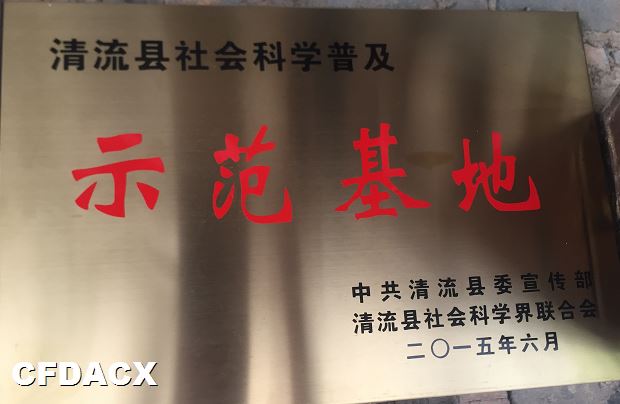 清流县社会科学普及
示范基地
中共清流县委宣传部
清流县社会科学界联合会
二〇一五年六月
CFDACX